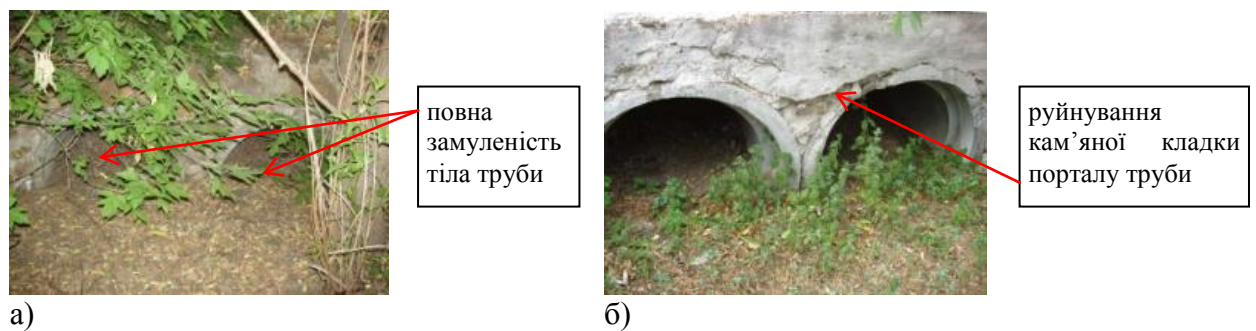 повна
замуленість
тіла труби
руйнування
кам’яної кладки
порталу труби
а)
б)